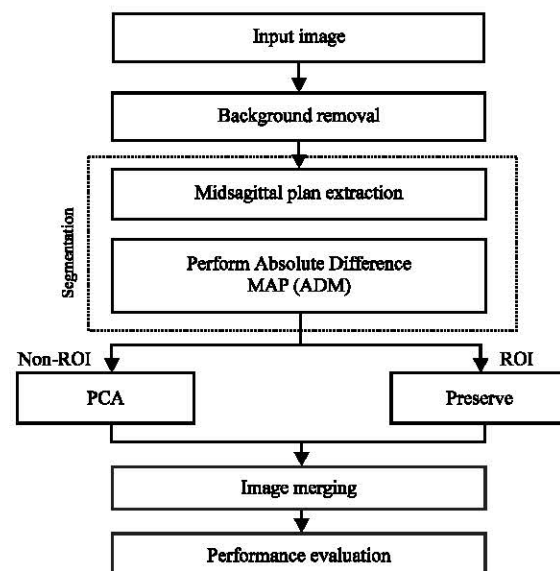 Input image
Background removal
Segmentation
Midsagittal plan extraction
Perform Absolute Difference
MAP (ADM)
Non-ROI
ROI
PCA
Preserve
Image merging
Performance evaluation